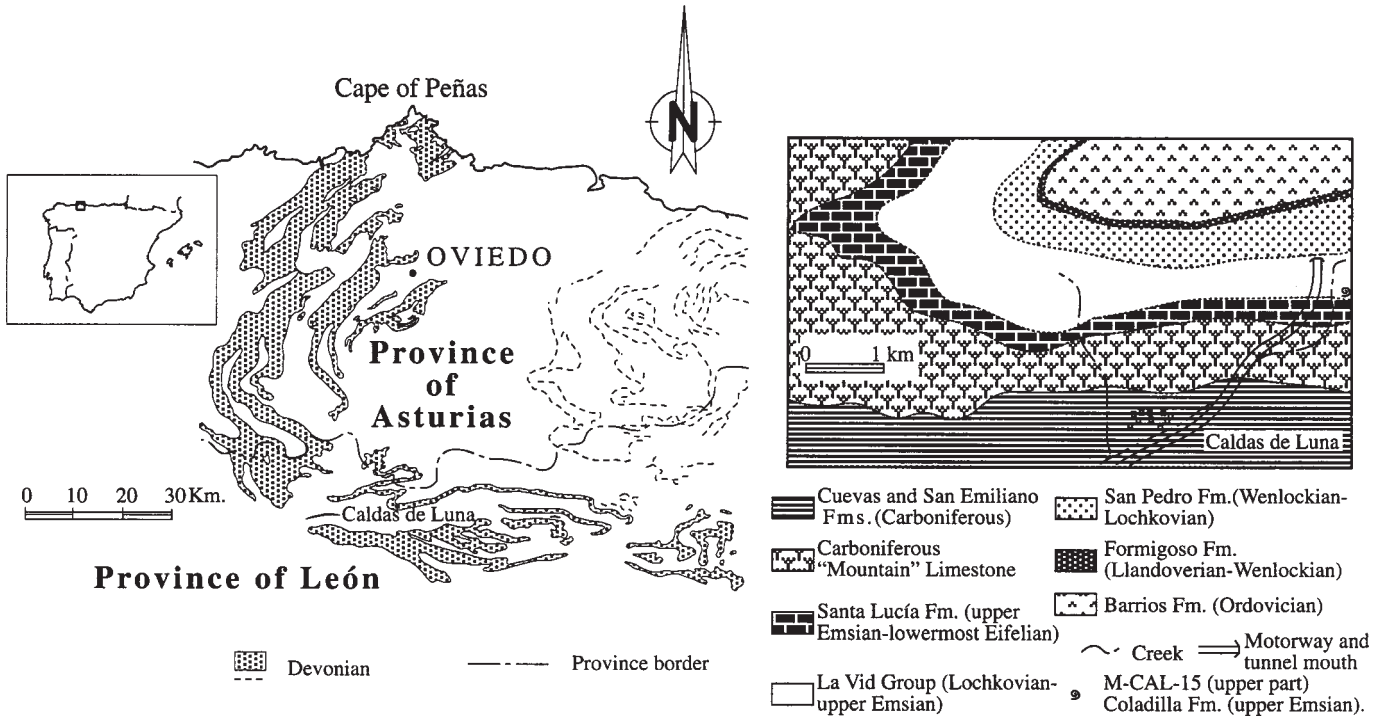 Cape of Peñas
N
OVIEDO
Province
of
Asturias
0 10 20 30 Km.
Caldas de Luna
Province of León
Devonian
Province border
0 1 km
Caldas de Luna
Cuevas and San Emiliano
Fms. (Carboniferous)
Carboniferous
“Mountain” Limestone
Santa Lucía Fm. (upper
Emsian-lowermost Eifelian)
La Vid Group (Lochkovian-
upper Emsian)
San Pedro Fm.(Wenlockian-
Lochkovian)
Formigoso Fm.
(Llandoverian-Wenlockian)
Barrios Fm. (Ordovician)
Creek
Motorway and
tunnel mouth
M-CAL-15 (upper part)
Coladilla Fm. (upper Emsian).